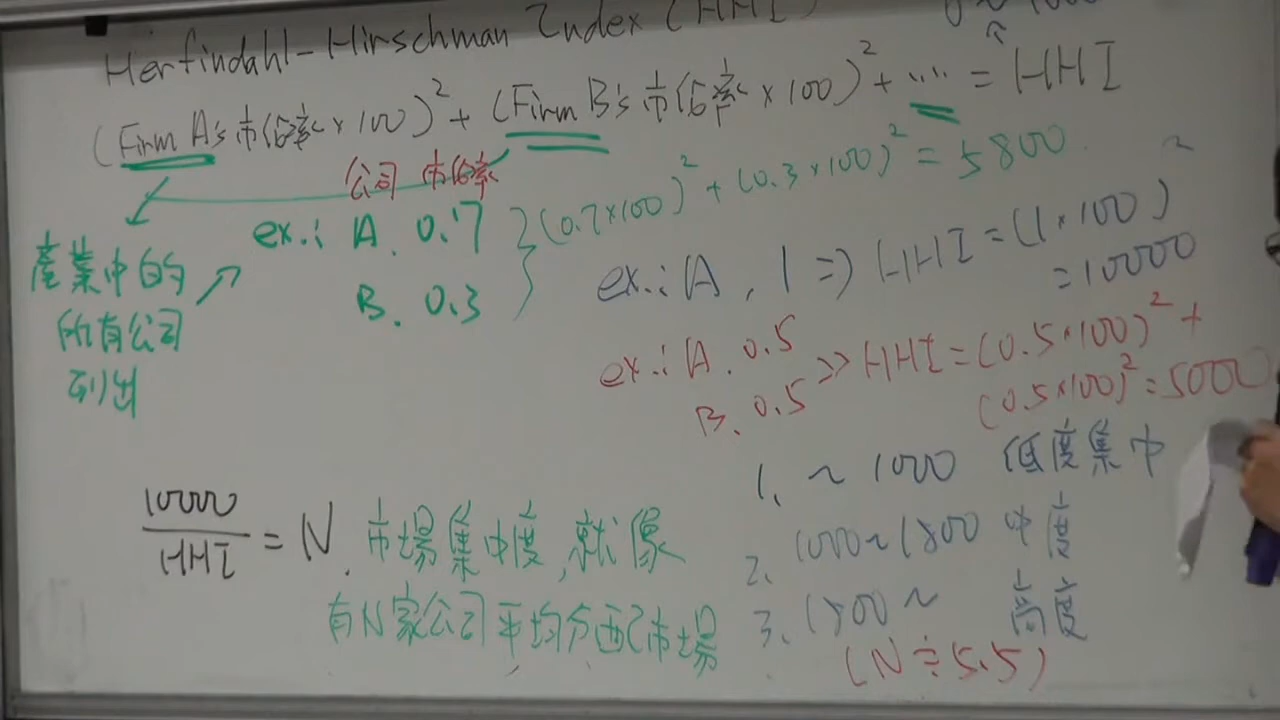 Herfindahl-Hirschman Index (HHI)
(Firm A's 市佔率 × 100)² + (Firm B's 市佔率 × 100)² + .... = HHI
公司 市佔率
產業中的
所有公司
列出
ex.: A. 0.7
B. 0.3
(0.7×100)² + (0.3×100)² = 5800
ex.: A, 1 => HHI = (1×100)²
= 10000
ex.: A. 0.5
B. 0.5
>> HHI = (0.5×100)² +
(0.5×100)² = 5000
10000
HHI
= N. 市場集中度,就像
有N家公司平均分配市場
1. ~ 1000 低度集中
2. 1000~1800 中度
3. 1800~ 高度
(N≒5.5)